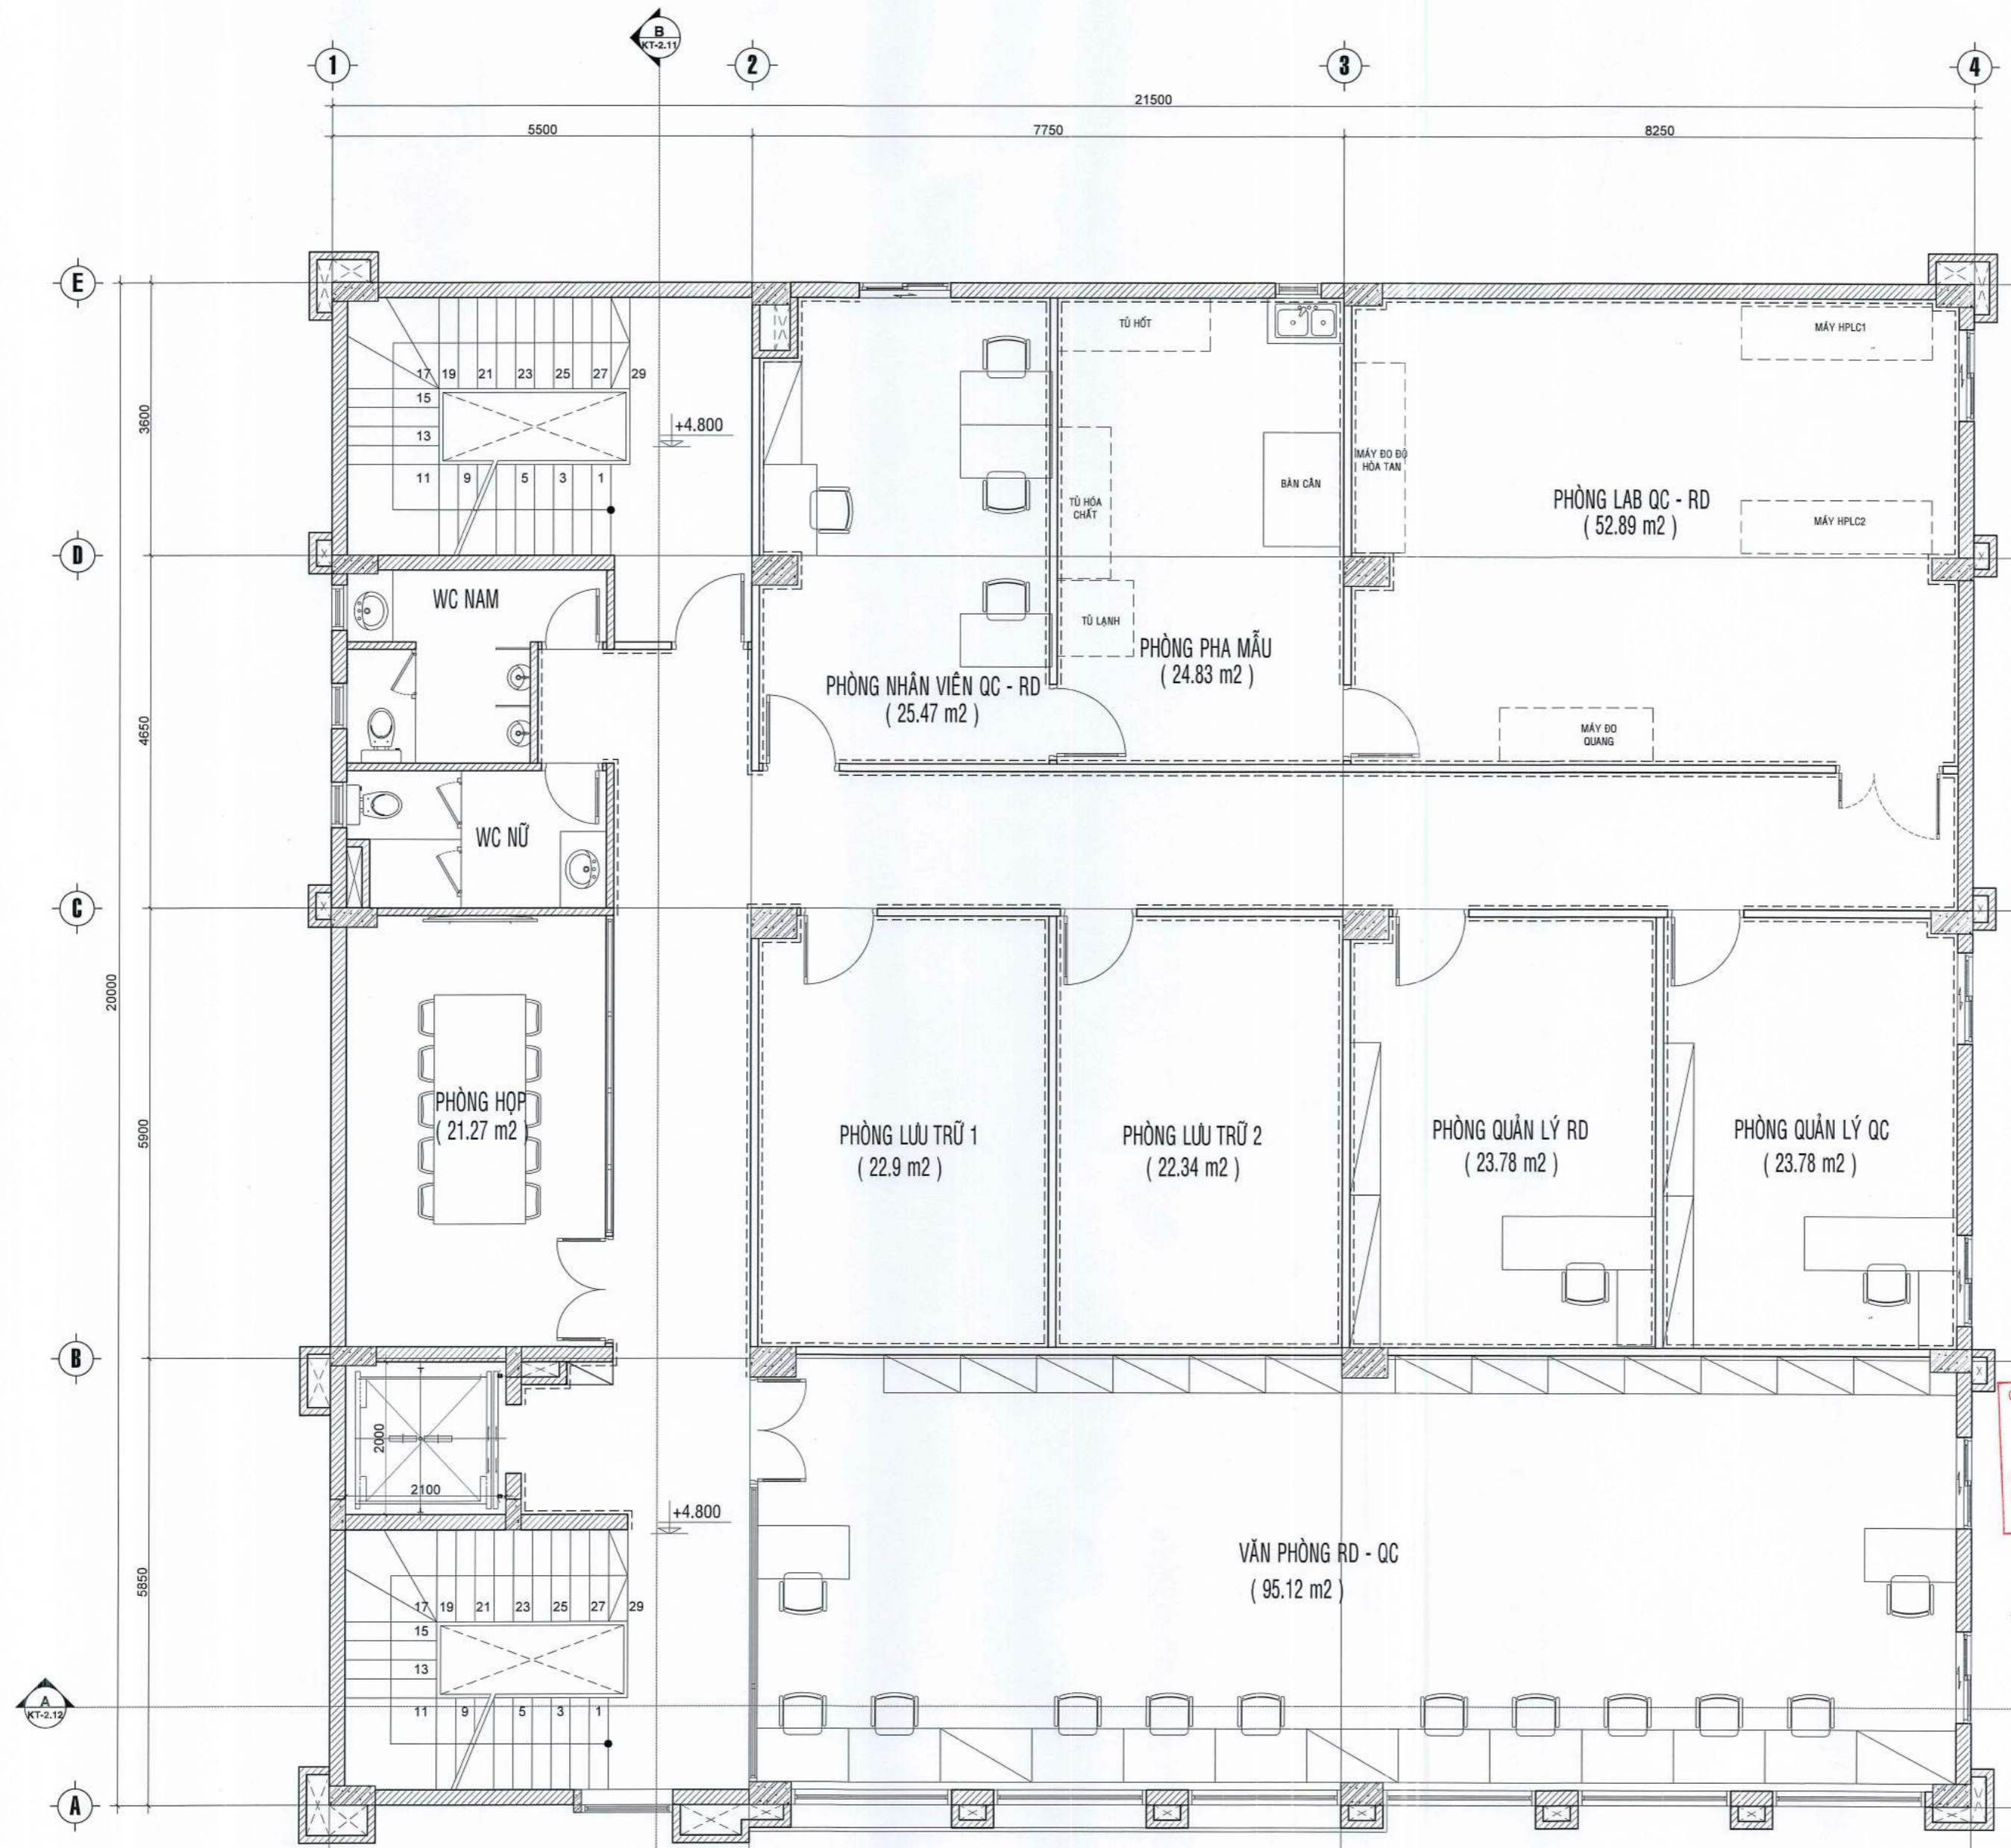 B
KT-2.11
1
2
3
4
21500
5500
7750
8250
E
D
C
B
A
3600
4650
5900
5850
20000
17 19 21 23 25 27 29
15
13
11 9 5 3 1
+4.800
TỦ HỐT
MÁY HPLC1
MÁY ĐO ĐỘ
HÒA TAN
BÀN CÂN
TỦ HÓA
CHẤT
PHÒNG LAB QC - RD
( 52.89 m2 )
MÁY HPLC2
WC NAM
TỦ LẠNH
PHÒNG PHA MẪU
( 24.83 m2 )
PHÒNG NHÂN VIÊN QC - RD
( 25.47 m2 )
MÁY ĐO
QUANG
WC NỮ
PHÒNG HỌP
( 21.27 m2 )
PHÒNG LƯU TRỮ 1
( 22.9 m2 )
PHÒNG LƯU TRỮ 2
( 22.34 m2 )
PHÒNG QUẢN LÝ RD
( 23.78 m2 )
PHÒNG QUẢN LÝ QC
( 23.78 m2 )
2000
2100
+4.800
VĂN PHÒNG RD - QC
( 95.12 m2 )
17 19 21 23 25 27 29
15
13
11 9 5 3 1
A
KT-2.12